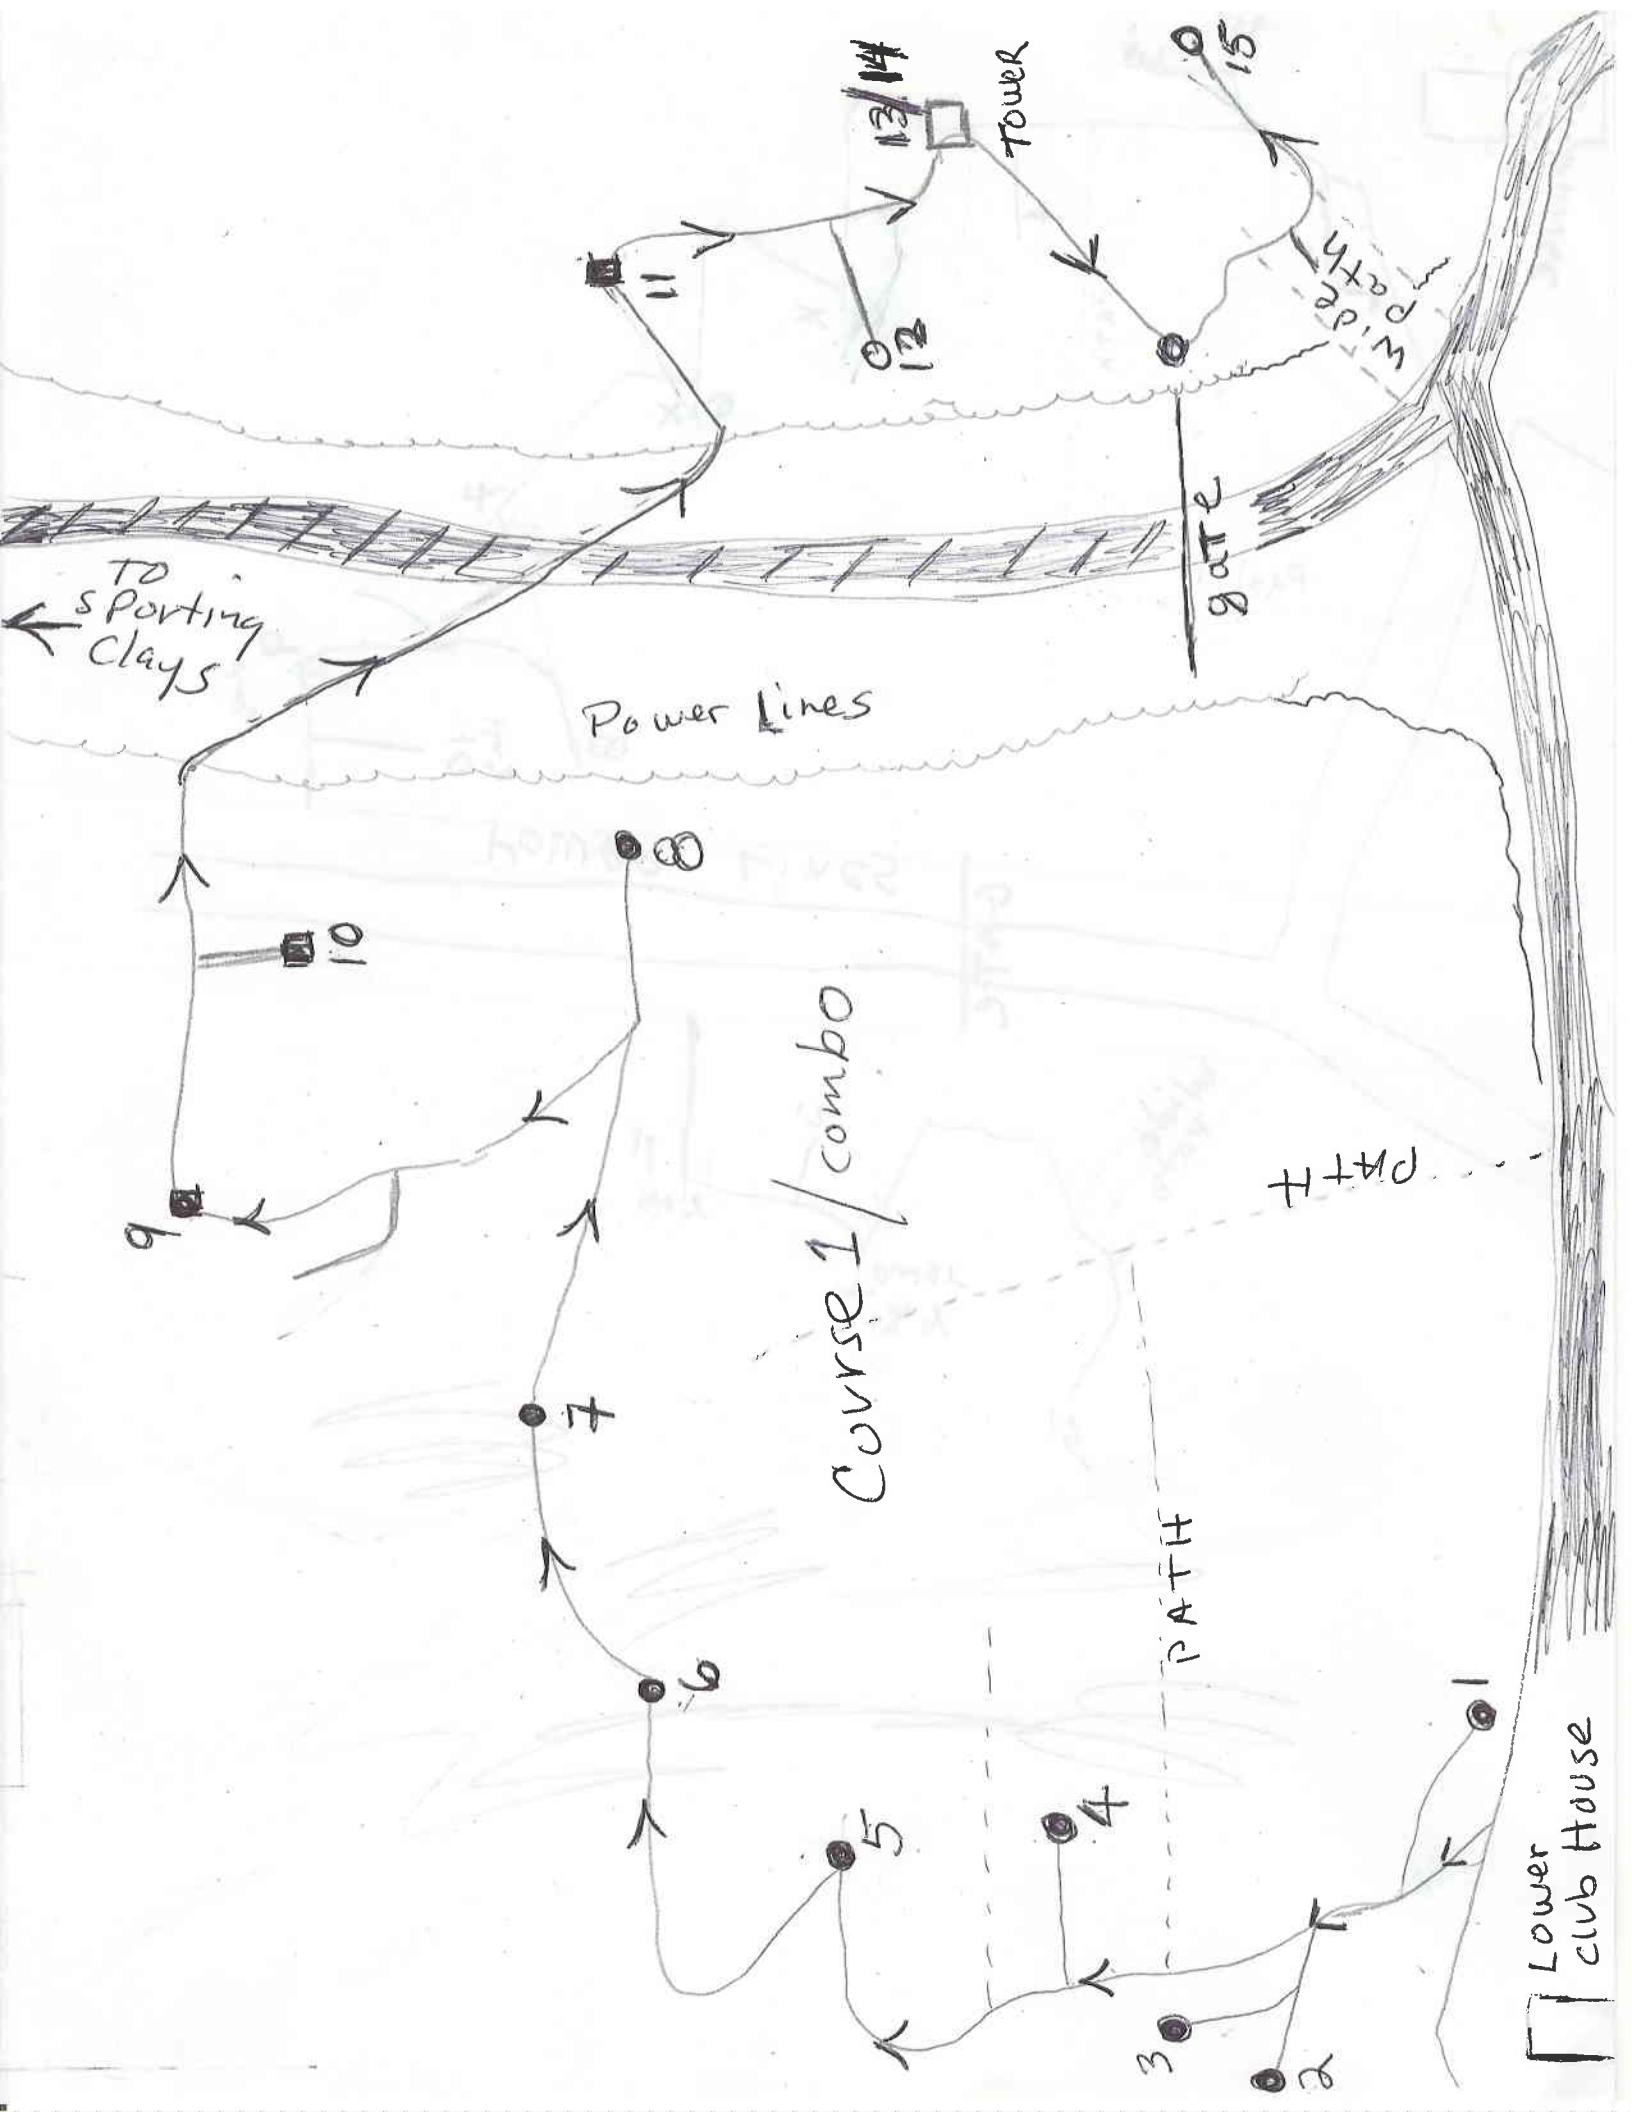 Course 1 / combo
Lower
Club House
1
2
3
4
5
6
7
8
9
10
11
12
13/14
TOWER
15
PATH
PATH
Power Lines
TO
sPorting
Clays
gaTe
wide
path